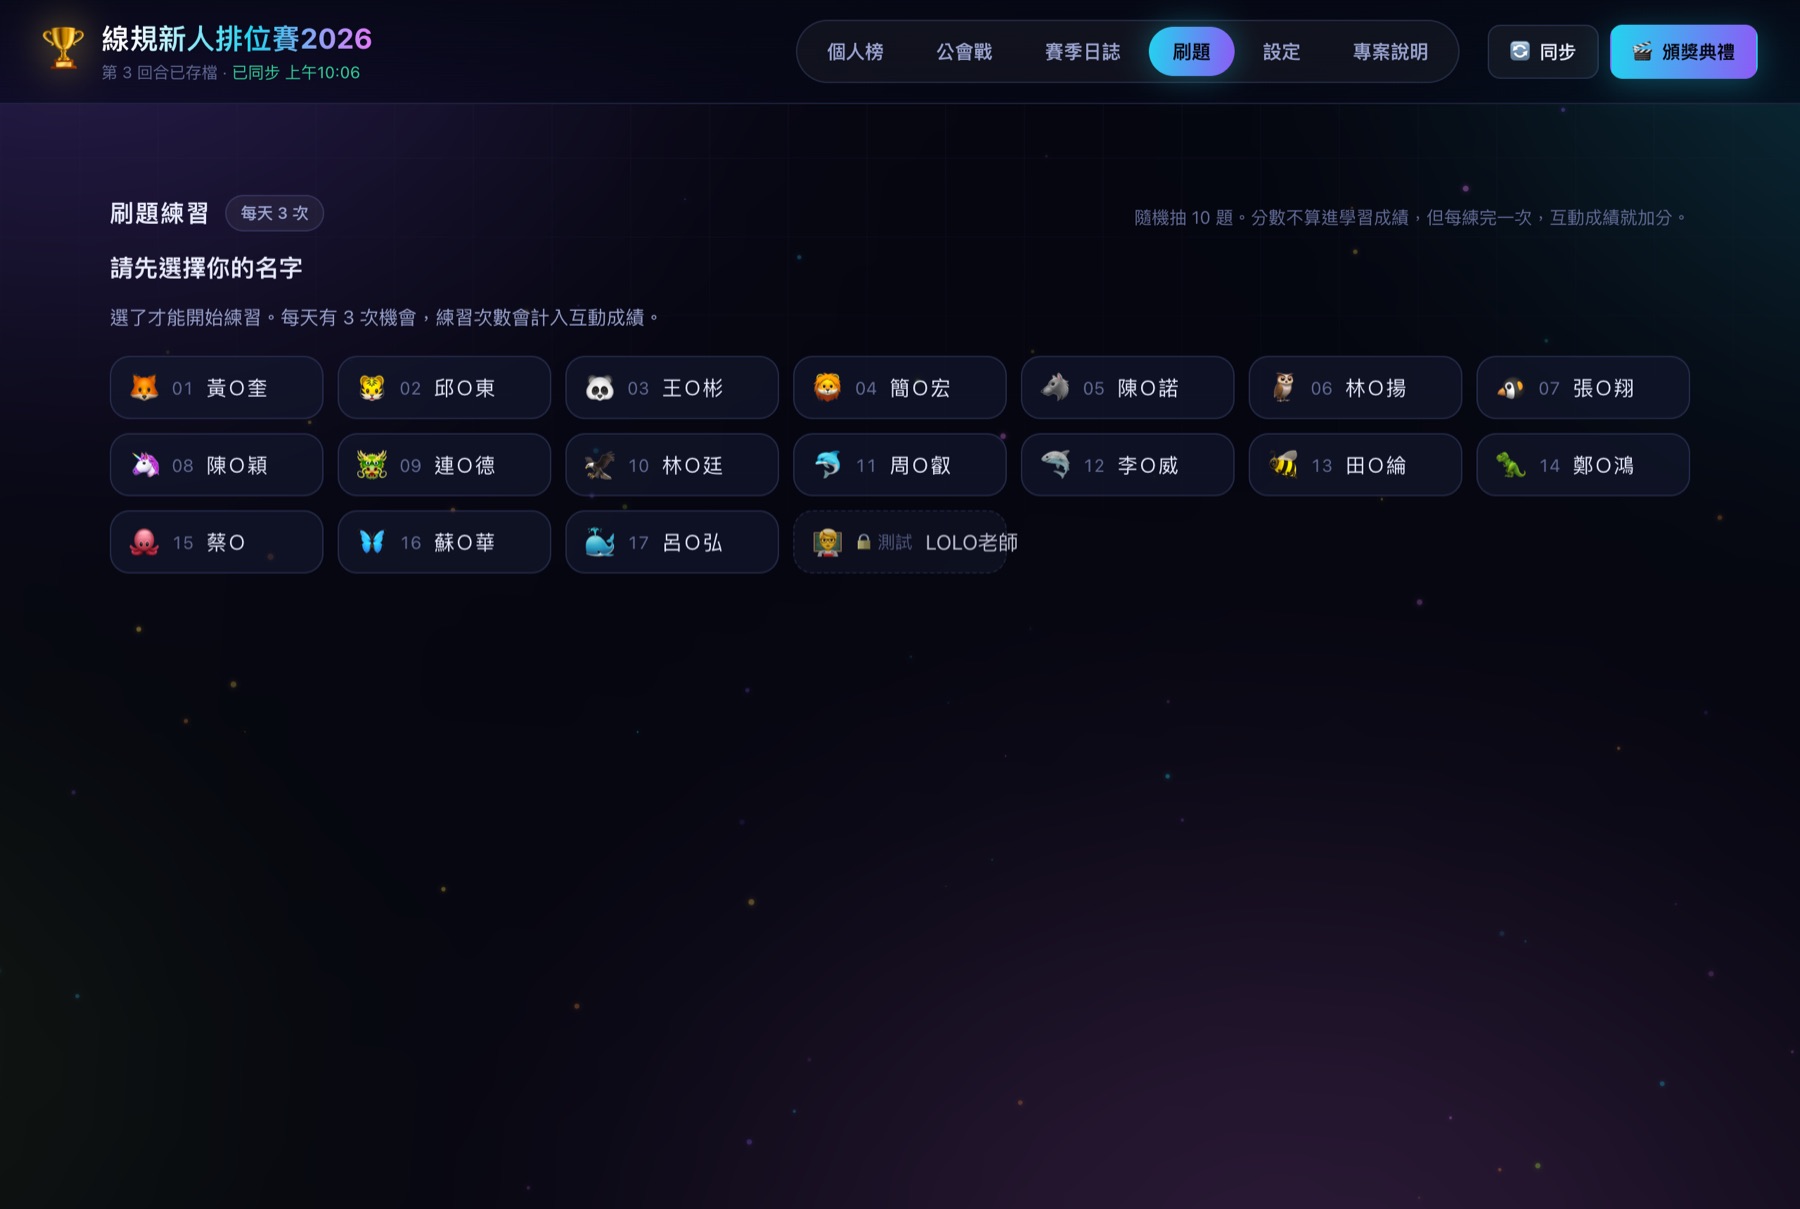 線規新人排位賽2026
第 3 回合已存檔 · 已同步 上午10:06
個人榜 公會戰 賽季日誌 刷題 設定 專案說明 同步 頒獎典禮
刷題練習 每天 3 次
隨機抽 10 題。分數不算進學習成績，但每練完一次，互動成績就加分。
請先選擇你的名字
選了才能開始練習。每天有 3 次機會，練習次數會計入互動成績。
01 黃O奎
02 邱O東
03 王O彬
04 簡O宏
05 陳O諾
06 林O揚
07 張O翔
08 陳O穎
09 連O德
10 林O廷
11 周O叡
12 李O威
13 田O綸
14 鄭O鴻
15 蔡O
16 蘇O華
17 呂O弘
測試 LOLO老師